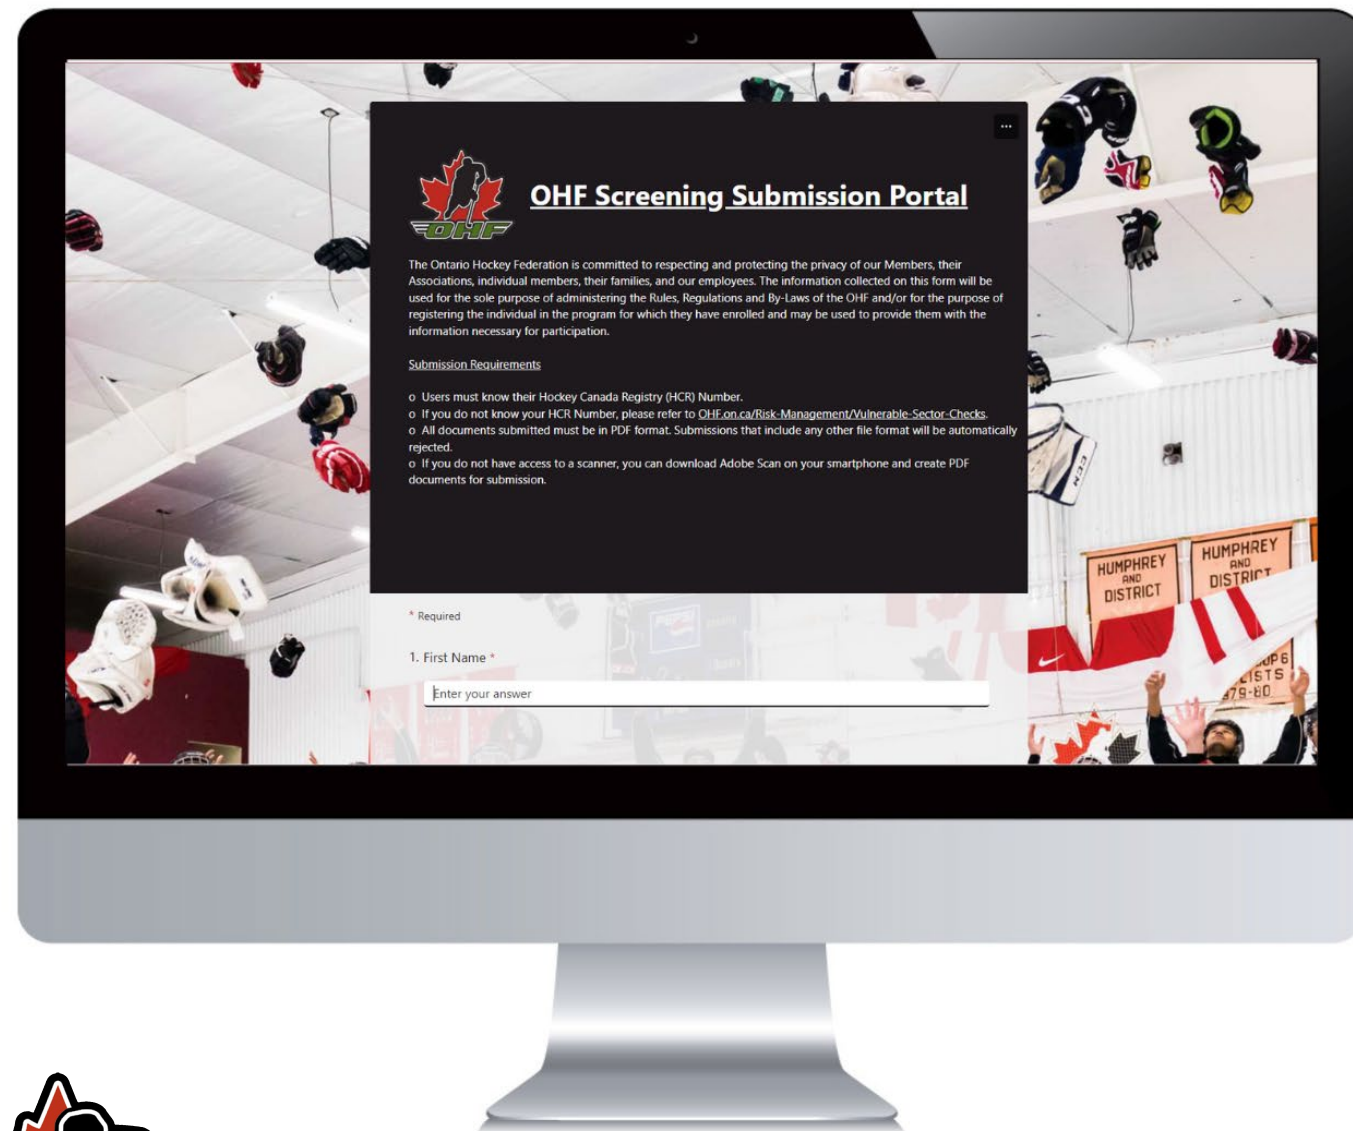 OHF Screening Submission Portal
OHF
The Ontario Hockey Federation is committed to respecting and protecting the privacy of our Members, their
Associations, individual members, their families, and our employees. The information collected on this form will be
used for the sole purpose of administering the Rules, Regulations and By-Laws of the OHF and/or for the purpose of
registering the individual in the program for which they have enrolled and may be used to provide them with the
information necessary for participation.
Submission Requirements
o Users must know their Hockey Canada Registry (HCR) Number.
o If you do not know your HCR Number, please refer to OHF.on.ca/Risk-Management/Vulnerable-Sector-Checks.
o All documents submitted must be in PDF format. Submissions that include any other file format will be automatically
rejected.
o If you do not have access to a scanner, you can download Adobe Scan on your smartphone and create PDF
documents for submission.
* Required
1. First Name *
Enter your answer
CCM
HUMPHREY
AND
DISTRICT
HUMPHREY
AND
DISTRICT
79-80